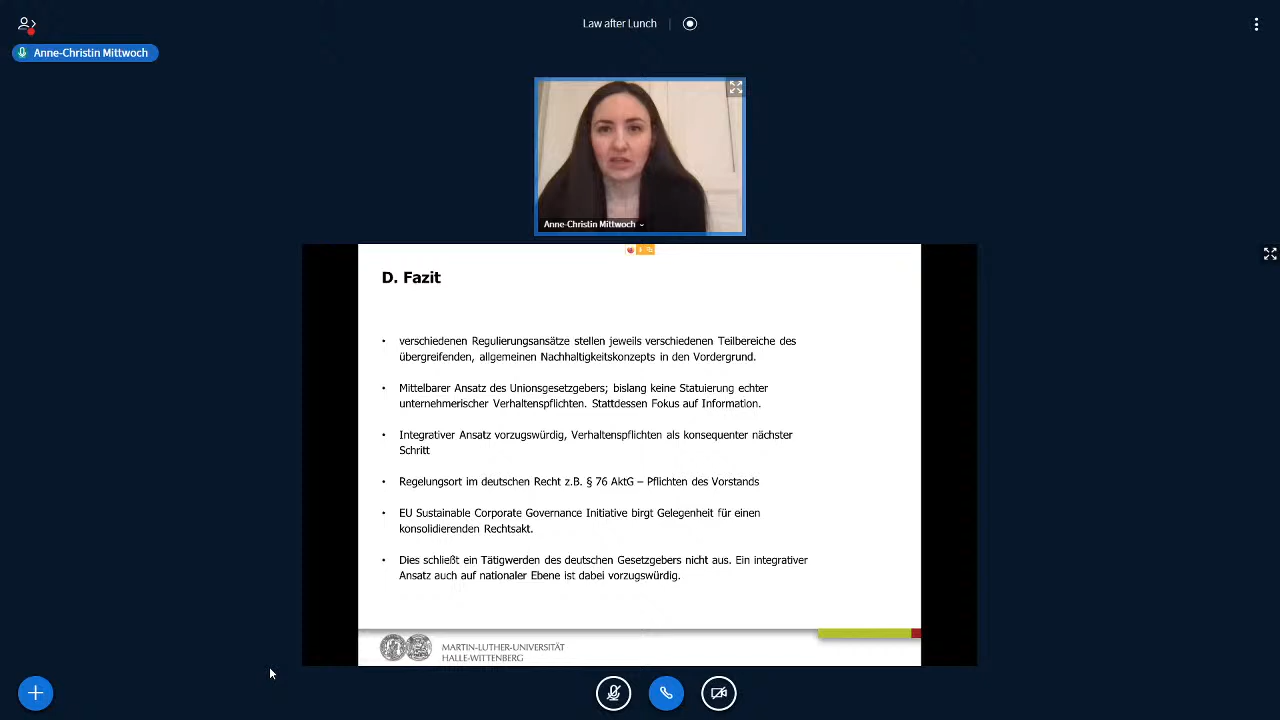 Law after Lunch
Anne-Christin Mittwoch
Anne-Christin Mittwoch
D. Fazit
• verschiedenen Regulierungsansätze stellen jeweils verschiedenen Teilbereiche des
übergreifenden, allgemeinen Nachhaltigkeitskonzepts in den Vordergrund.
• Mittelbarer Ansatz des Unionsgesetzgebers; bislang keine Statuierung echter
unternehmerischer Verhaltenspflichten. Stattdessen Fokus auf Information.
• Integrativer Ansatz vorzugswürdig, Verhaltenspflichten als konsequenter nächster
Schritt
• Regelungsort im deutschen Recht z.B. § 76 AktG – Pflichten des Vorstands
• EU Sustainable Corporate Governance Initiative birgt Gelegenheit für einen
konsolidierenden Rechtsakt.
• Dies schließt ein Tätigwerden des deutschen Gesetzgebers nicht aus. Ein integrativer
Ansatz auch auf nationaler Ebene ist dabei vorzugswürdig.
MARTIN-LUTHER-UNIVERSITÄT
HALLE-WITTENBERG